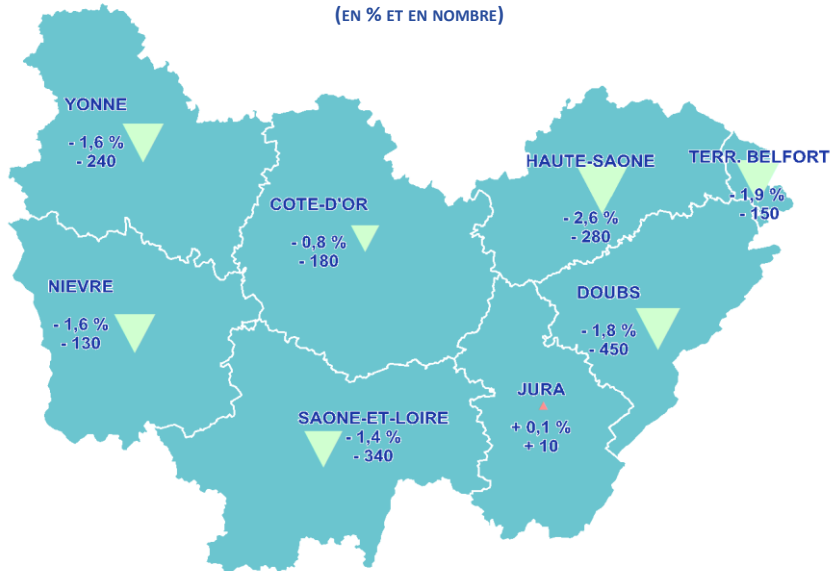 (EN % ET EN NOMBRE)
YONNE
- 1,6 %
- 240
HAUTE-SAONE
- 2,6 %
- 280
TERR. BELFORT
- 1,9 %
- 150
COTE-D'OR
- 0,8 %
- 180
NIEVRE
- 1,6 %
- 130
DOUBS
- 1,8 %
- 450
JURA
+ 0,1 %
+ 10
SAONE-ET-LOIRE
- 1,4 %
- 340